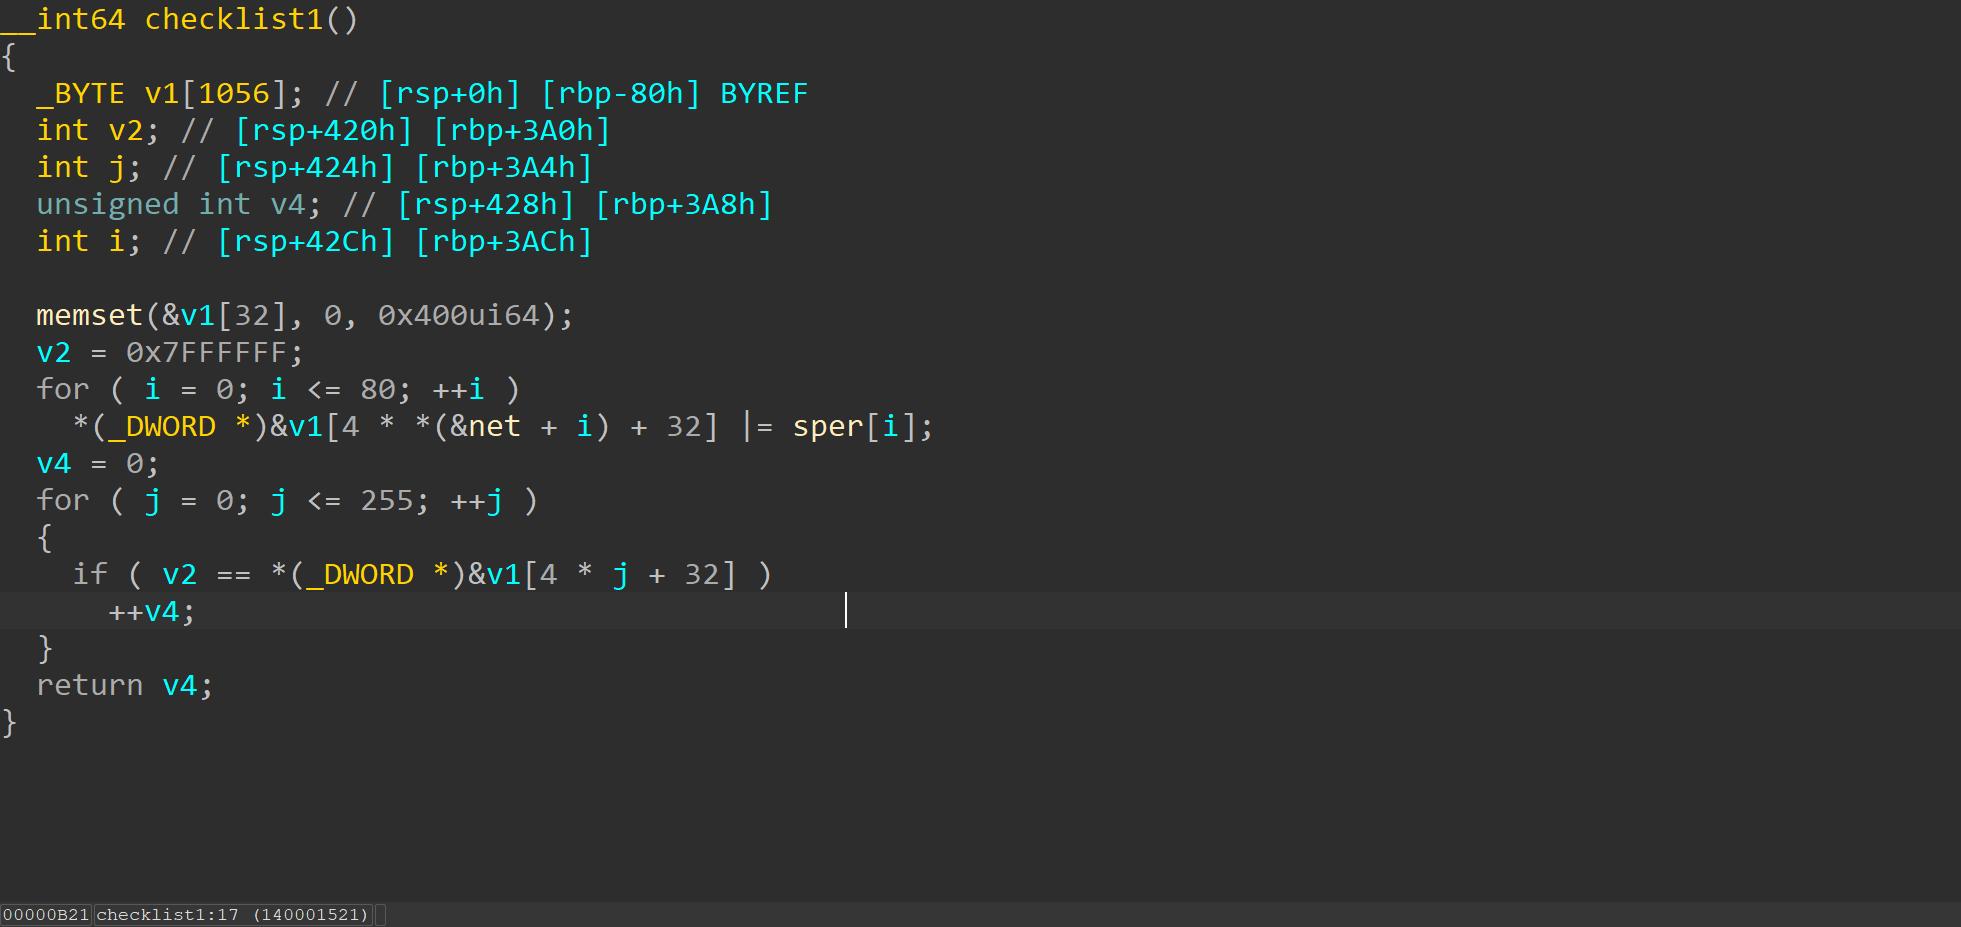 __int64 checklist1()
{
  _BYTE v1[1056]; // [rsp+0h] [rbp-80h] BYREF
  int v2; // [rsp+420h] [rbp+3A0h]
  int j; // [rsp+424h] [rbp+3A4h]
  unsigned int v4; // [rsp+428h] [rbp+3A8h]
  int i; // [rsp+42Ch] [rbp+3ACh]

  memset(&v1[32], 0, 0x400ui64);
  v2 = 0x7FFFFFF;
  for ( i = 0; i <= 80; ++i )
    *(_DWORD *)&v1[4 * *(&net + i) + 32] |= sper[i];
  v4 = 0;
  for ( j = 0; j <= 255; ++j )
  {
    if ( v2 == *(_DWORD *)&v1[4 * j + 32] )
      ++v4;
  }
  return v4;
}
00000B21 checklist1:17 (140001521)